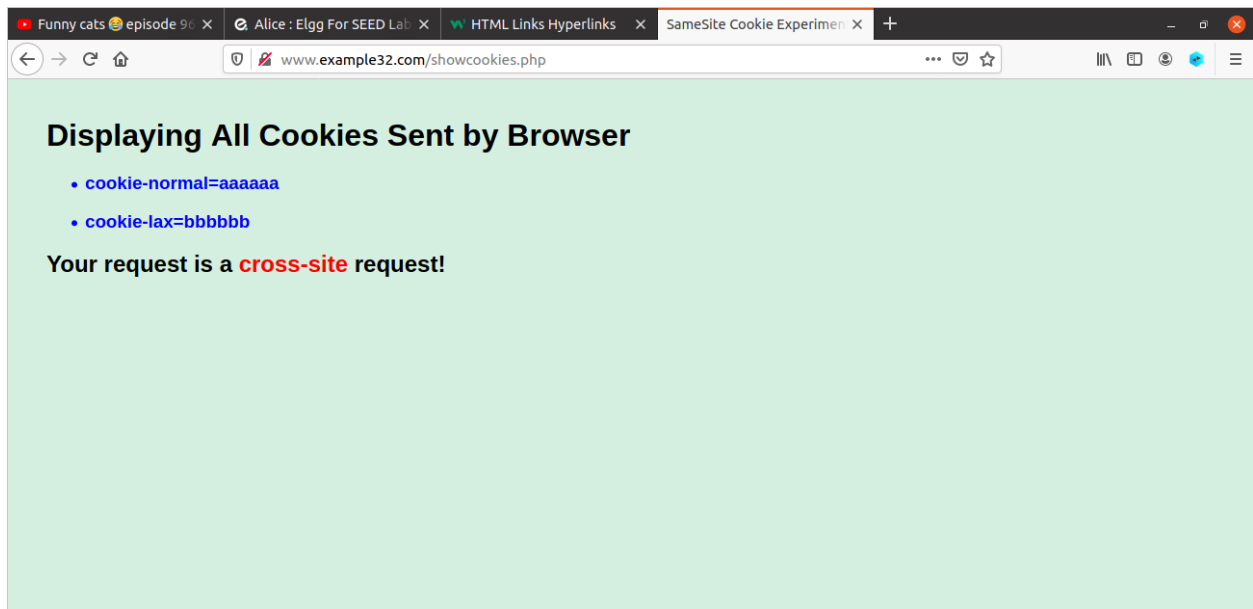 Funny cats 😂 episode 96
Alice : Elgg For SEED Lab
HTML Links Hyperlinks
SameSite Cookie Experimen
www.example32.com/showcookies.php
Displaying All Cookies Sent by Browser
• cookie-normal=aaaaaa
• cookie-lax=bbbbbb
Your request is a cross-site request!